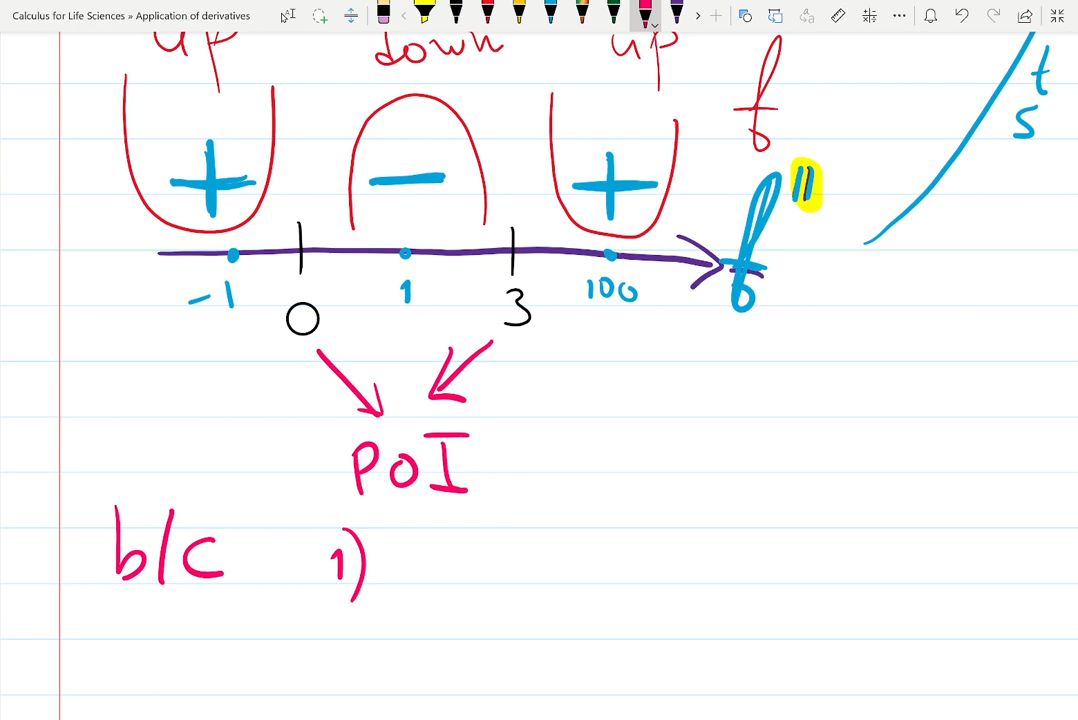 Calculus for Life Sciences » Application of derivatives
up down up f
t
s
+ − + f"
-1 1 100
0 3
POI
b/c 1)